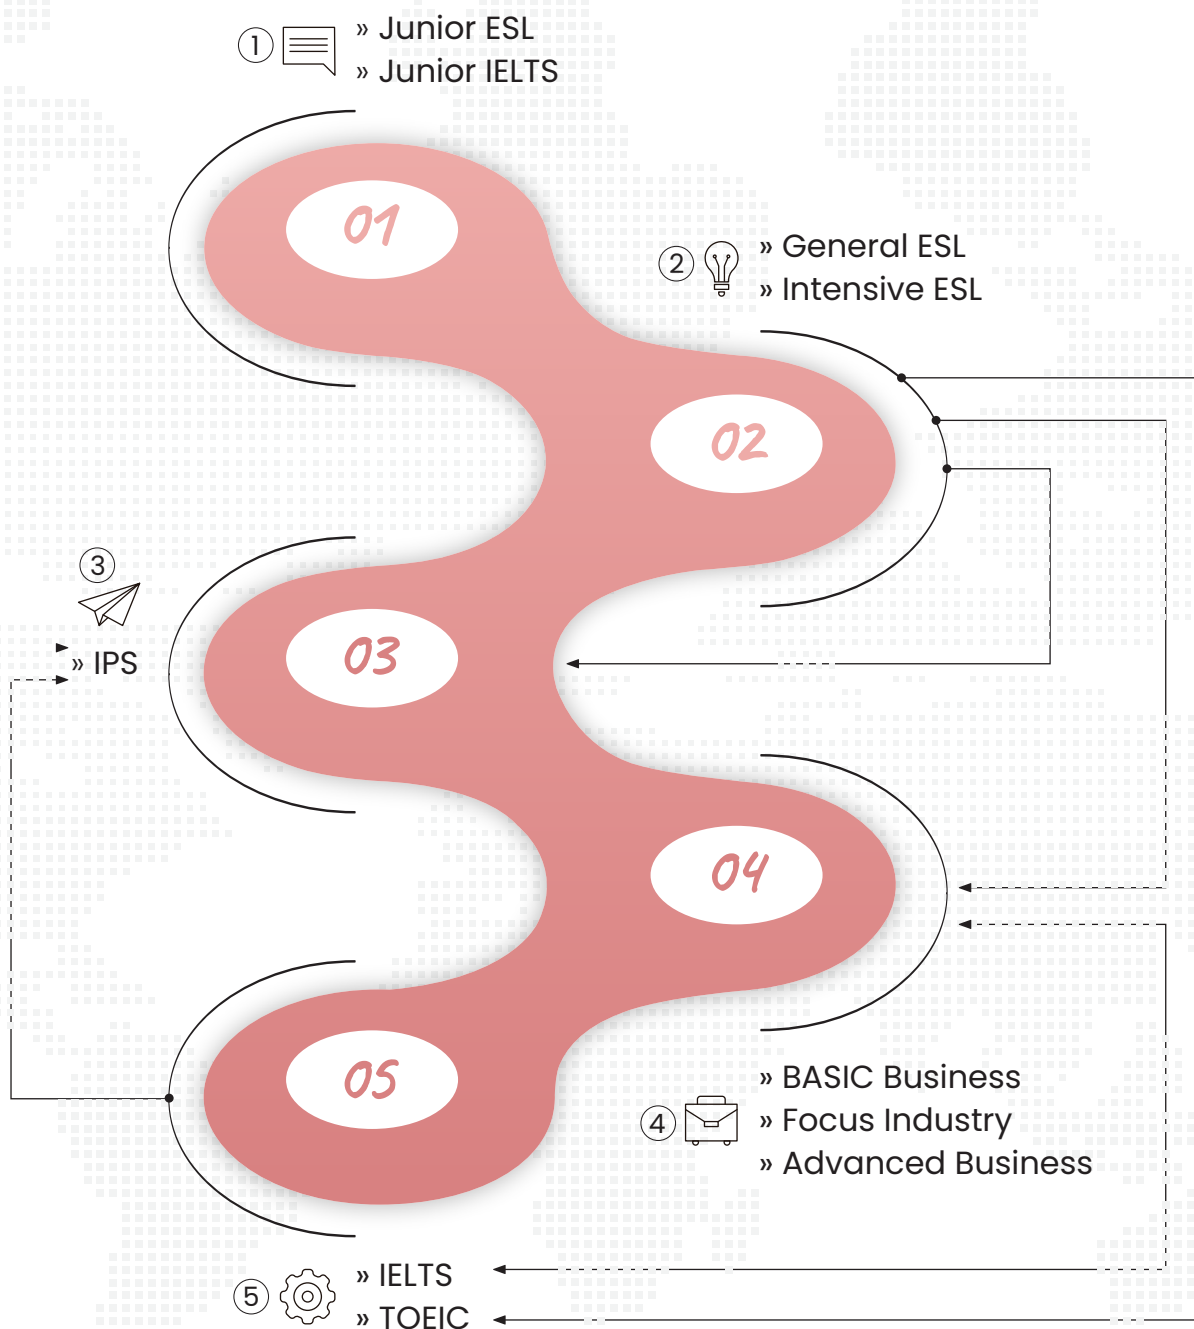 1
» Junior ESL
» Junior IELTS
01
2
» General ESL
» Intensive ESL
02
3
» IPS
03
04
05
4
» BASIC Business
» Focus Industry
» Advanced Business
5
» IELTS
» TOEIC